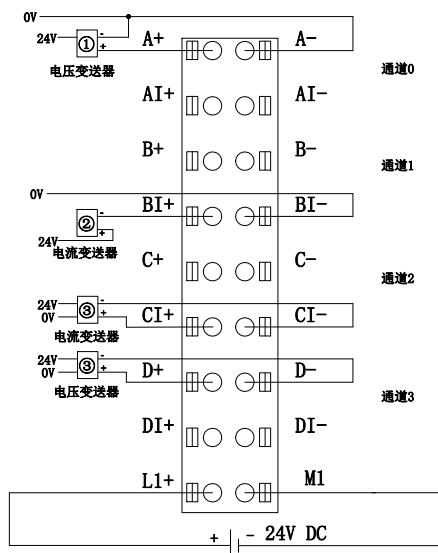 0V
24V ① - +
电压变送器
A+ A-
通道0
AI+ AI-
B+ B-
通道1
0V
BI+ BI-
② - +
24V
电流变送器
C+ C-
通道2
24V ③ - +
0V
电流变送器
CI+ CI-
24V ③ - +
0V
电压变送器
D+ D-
通道3
DI+ DI-
L1+ M1
+ - 24V DC